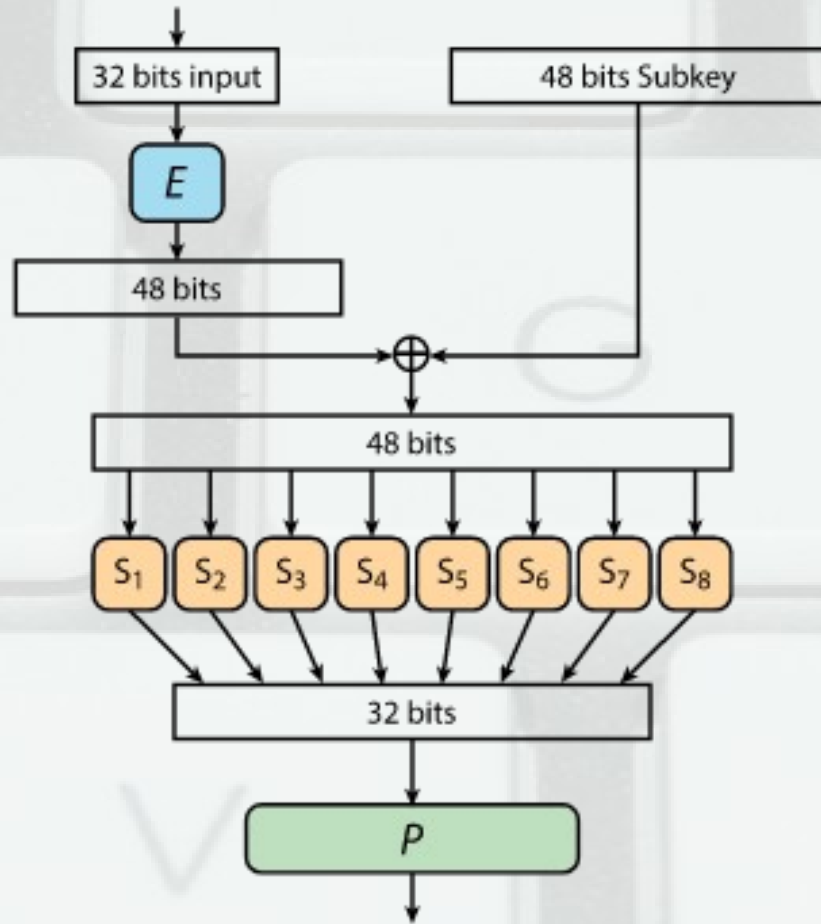 32 bits input
48 bits Subkey
E
48 bits
48 bits
S1 S2 S3 S4 S5 S6 S7 S8
32 bits
P
G
V